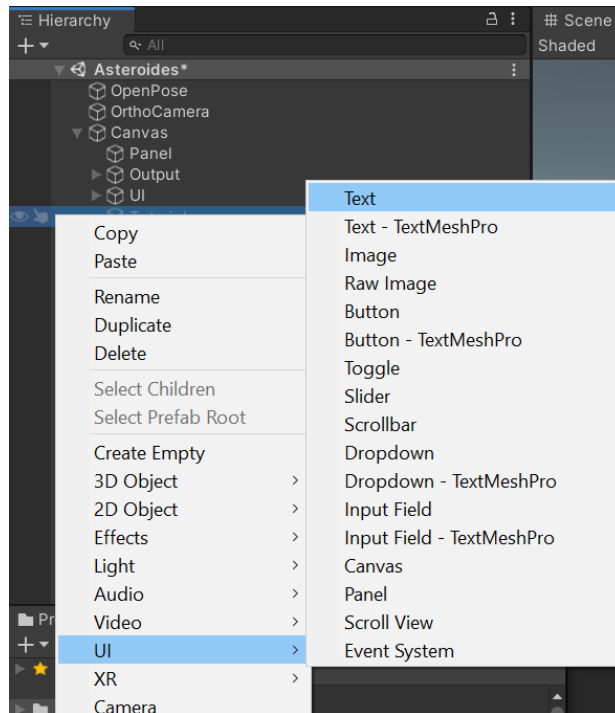 Hierarchy
# Scene
All
Shaded
Asteroides*
OpenPose
OrthoCamera
Canvas
Panel
Output
UI
Copy
Paste
Rename
Duplicate
Delete
Select Children
Select Prefab Root
Create Empty
3D Object
2D Object
Effects
Light
Audio
Video
UI
XR
Camera
Text
Text - TextMeshPro
Image
Raw Image
Button
Button - TextMeshPro
Toggle
Slider
Scrollbar
Dropdown
Dropdown - TextMeshPro
Input Field
Input Field - TextMeshPro
Canvas
Panel
Scroll View
Event System
Pr